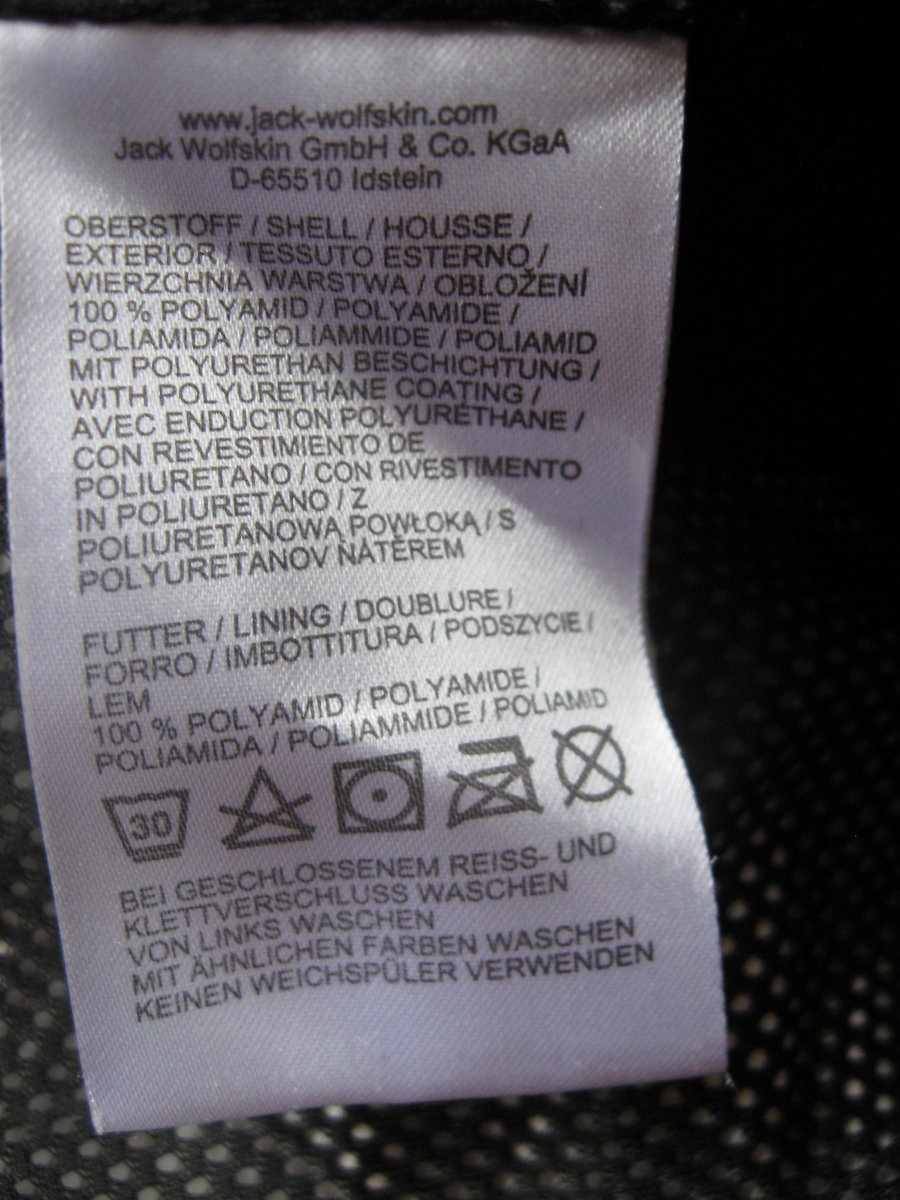 www.jack-wolfskin.com
Jack Wolfskin GmbH & Co. KGaA
D-65510 Idstein
OBERSTOFF / SHELL / HOUSSE /
EXTERIOR / TESSUTO ESTERNO /
WIERZCHNIA WARSTWA / OBLOŽENÍ
100 % POLYAMID / POLYAMIDE /
POLIAMIDA / POLIAMMIDE / POLIAMID
MIT POLYURETHAN BESCHICHTUNG /
WITH POLYURETHANE COATING /
AVEC ENDUCTION POLYURÉTHANE /
CON REVESTIMIENTO DE
POLIURETANO / CON RIVESTIMENTO
IN POLIURETANO / Z
POLIURETANOWĄ POWŁOKĄ / S
POLYURETANOV NÁTĚREM
FUTTER / LINING / DOUBLURE /
FORRO / IMBOTTITURA / PODSZYCIE /
LEM
100 % POLYAMID / POLYAMIDE /
POLIAMIDA / POLIAMMIDE / POLIAMID
30
BEI GESCHLOSSENEM REISS- UND
KLETTVERSCHLUSS WASCHEN
VON LINKS WASCHEN
MIT ÄHNLICHEN FARBEN WASCHEN
KEINEN WEICHSPÜLER VERWENDEN